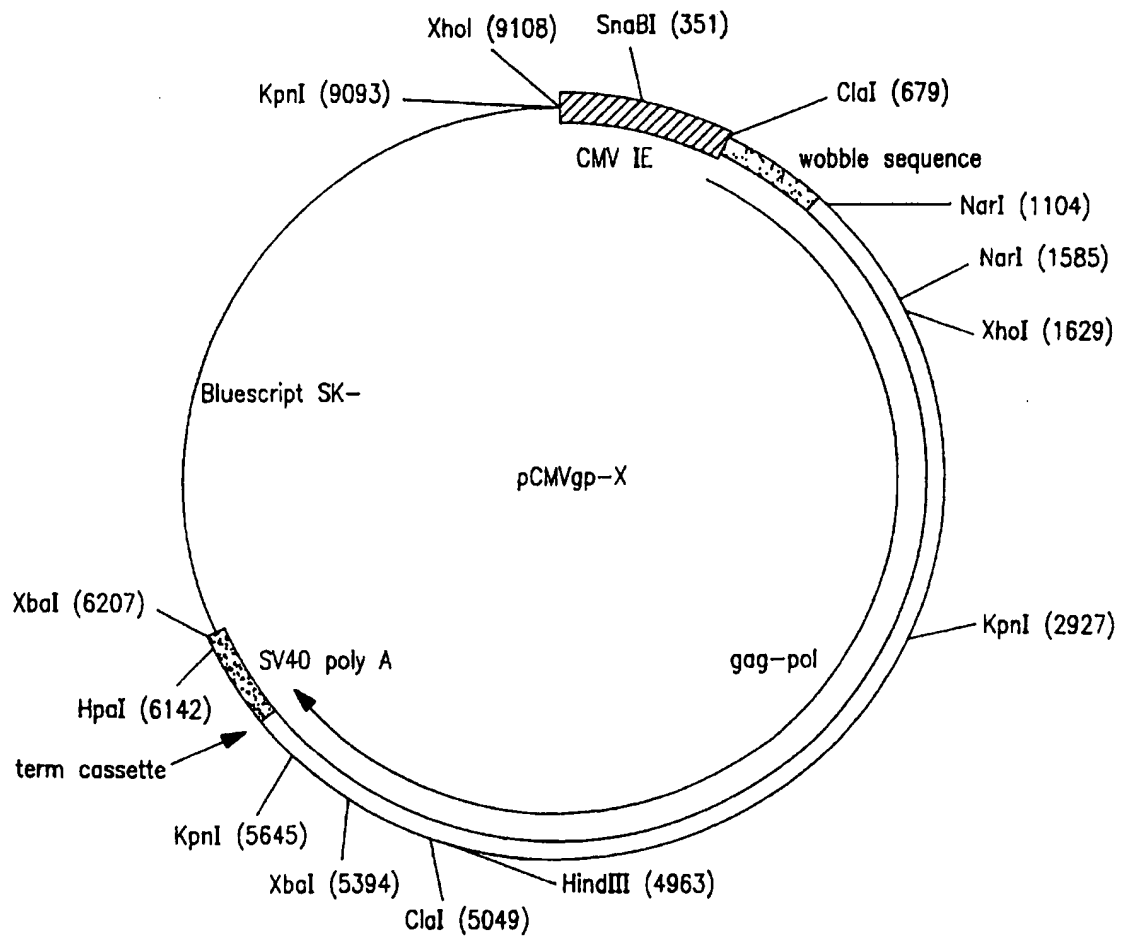 XhoI (9108)
SnaBI (351)
KpnI (9093)
ClaI (679)
CMV IE
wobble sequence
NarI (1104)
NarI (1585)
XhoI (1629)
Bluescript SK-
pCMVgp-X
XbaI (6207)
KpnI (2927)
SV40 poly A
gag-pol
HpaI (6142)
term cassette
KpnI (5645)
XbaI (5394)
HindIII (4963)
ClaI (5049)